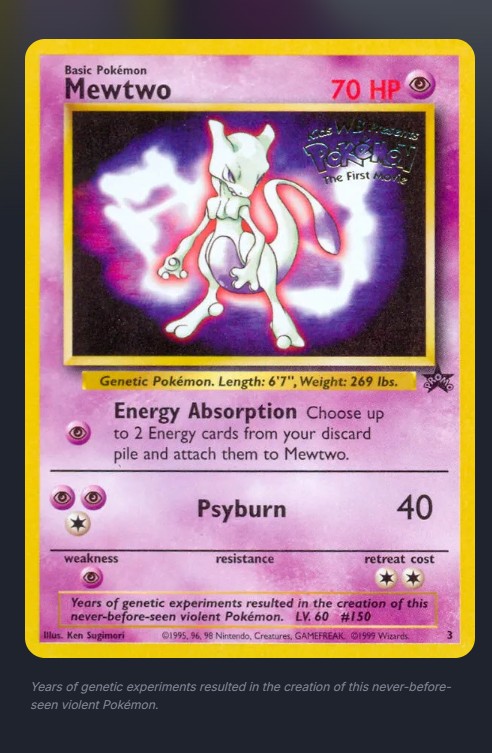 Basic Pokémon
Mewtwo
70 HP
Kids WB Presents
Pokémon
The First Movie
Genetic Pokémon. Length: 6'7", Weight: 269 lbs.
PROMO
Energy Absorption Choose up
to 2 Energy cards from your discard
pile and attach them to Mewtwo.
Psyburn 40
weakness resistance retreat cost
Years of genetic experiments resulted in the creation of this
never-before-seen violent Pokémon. LV. 60 #150
Illus. Ken Sugimori ©1995, 96, 98 Nintendo, Creatures, GAMEFREAK. ©1999 Wizards. 3
Years of genetic experiments resulted in the creation of this never-before-
seen violent Pokémon.